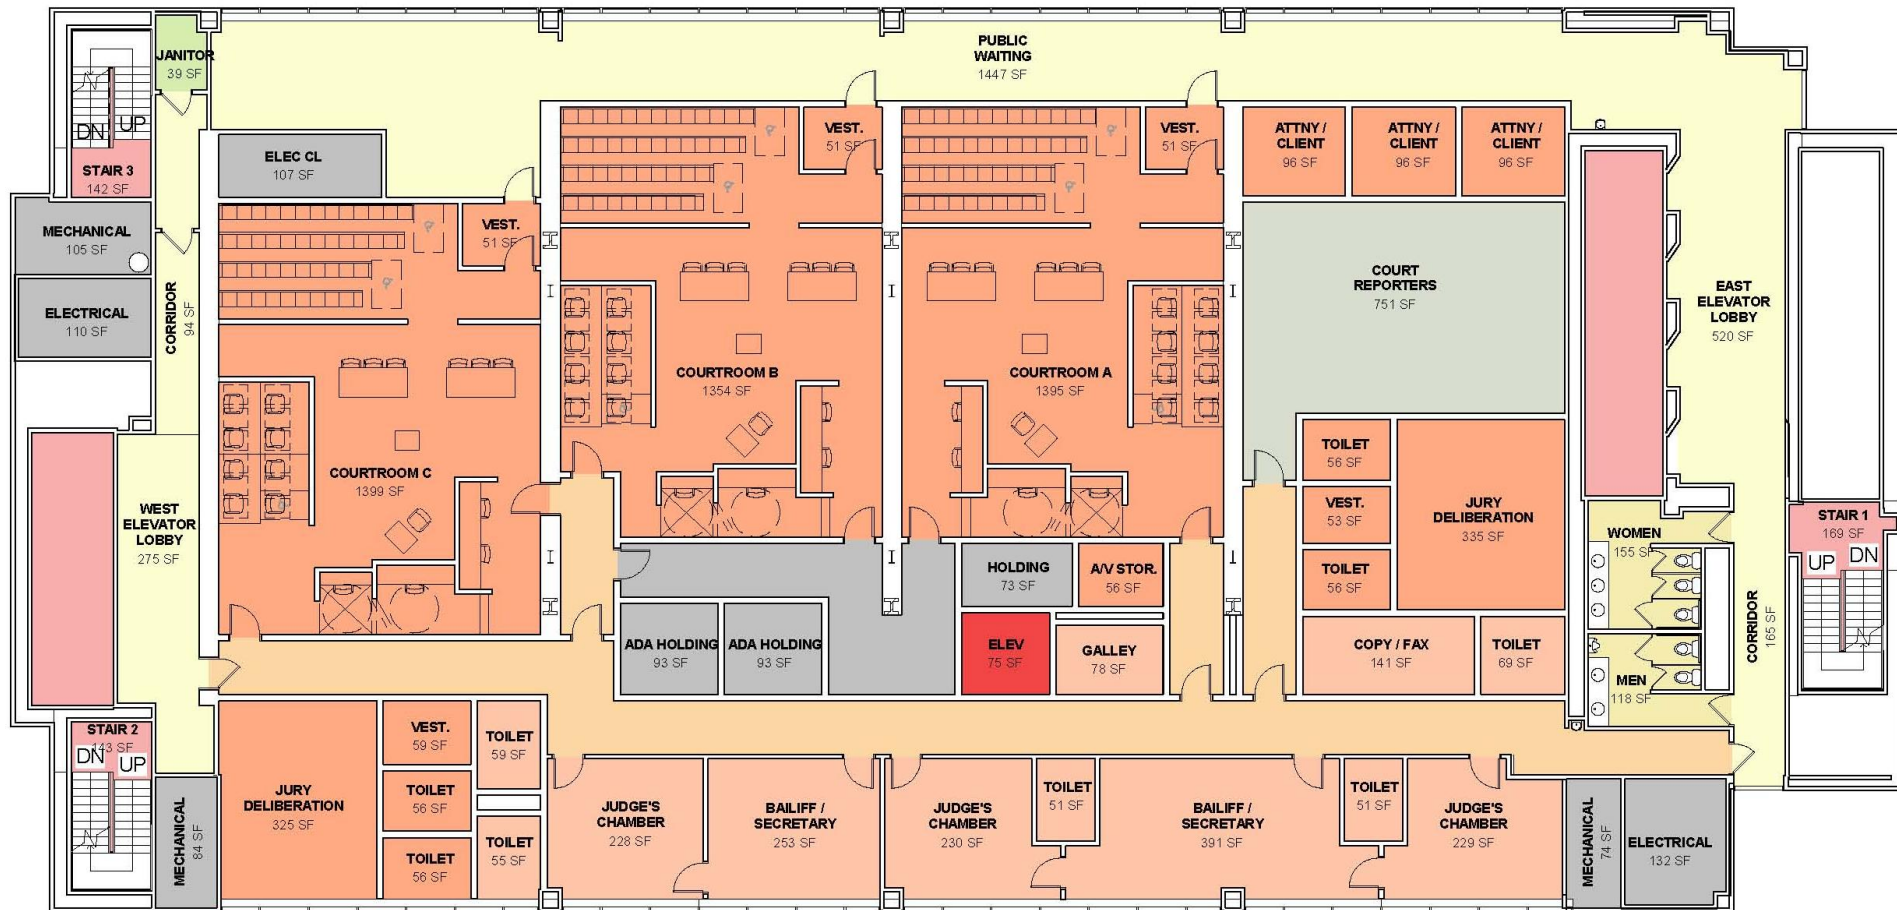 JANITOR
39 SF
PUBLIC
WAITING
1447 SF
DN
UP
STAIR 3
142 SF
ELEC CL
107 SF
VEST.
51 SF
VEST.
51 SF
VEST.
51 SF
ATTNY /
CLIENT
96 SF
ATTNY /
CLIENT
96 SF
ATTNY /
CLIENT
96 SF
MECHANICAL
105 SF
ELECTRICAL
110 SF
CORRIDOR
94 SF
COURT
REPORTERS
751 SF
EAST
ELEVATOR
LOBBY
520 SF
COURTROOM B
1354 SF
COURTROOM A
1395 SF
COURTROOM C
1399 SF
WEST
ELEVATOR
LOBBY
275 SF
TOILET
56 SF
VEST.
53 SF
TOILET
56 SF
JURY
DELIBERATION
335 SF
WOMEN
155 SF
STAIR 1
169 SF
UP
DN
HOLDING
73 SF
A/V STOR.
56 SF
ADA HOLDING
93 SF
ADA HOLDING
93 SF
ELEV
75 SF
GALLEY
78 SF
COPY / FAX
141 SF
TOILET
69 SF
MEN
118 SF
CORRIDOR
165 SF
STAIR 2
143 SF
DN
UP
MECHANICAL
84 SF
JURY
DELIBERATION
325 SF
VEST.
59 SF
TOILET
56 SF
TOILET
56 SF
TOILET
59 SF
TOILET
55 SF
JUDGE'S
CHAMBER
228 SF
BAILIFF /
SECRETARY
253 SF
JUDGE'S
CHAMBER
230 SF
TOILET
51 SF
BAILIFF /
SECRETARY
391 SF
TOILET
51 SF
JUDGE'S
CHAMBER
229 SF
MECHANICAL
74 SF
ELECTRICAL
132 SF